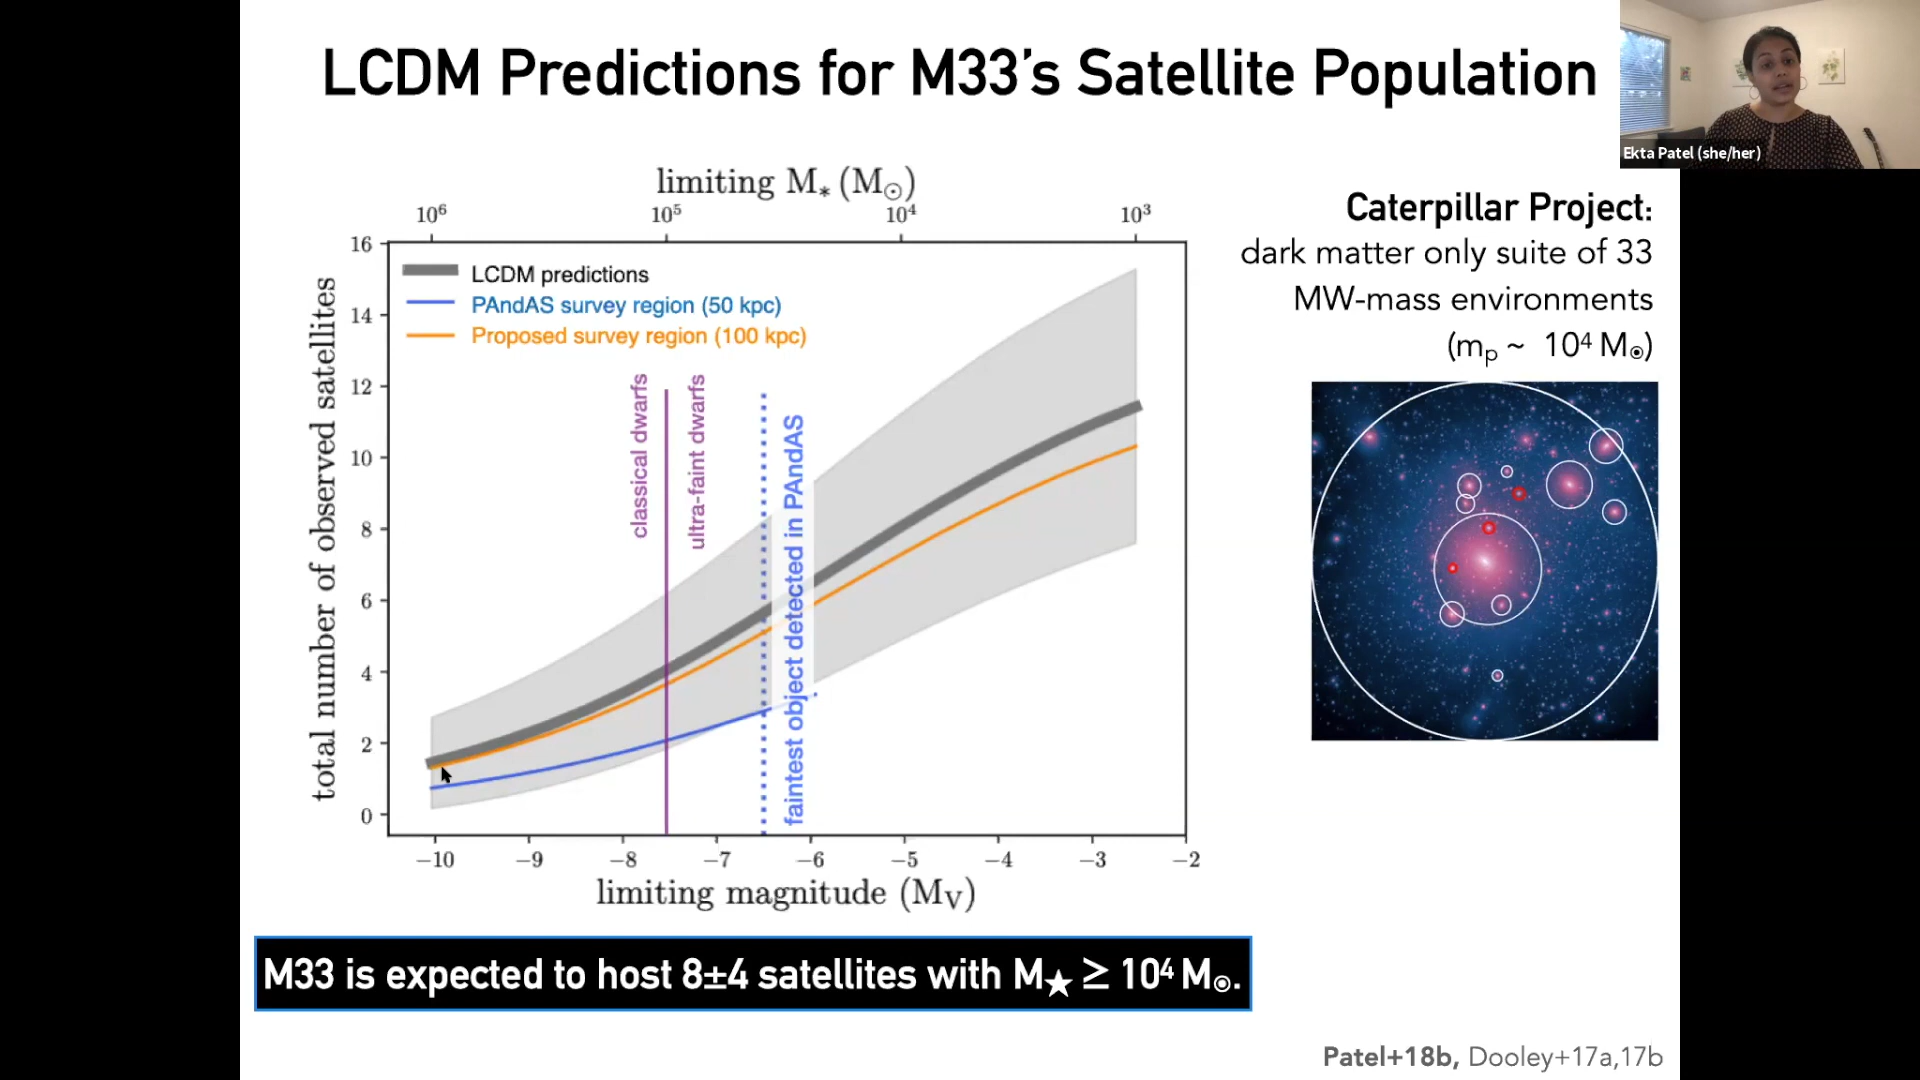 LCDM Predictions for M33's Satellite Population
Ekta Patel (she/her)
limiting M⁎ (M⊙)
10⁶ 10⁵ 10⁴ 10³
16
14
12
10
8
6
4
2
0
total number of observed satellites
LCDM predictions
PAndAS survey region (50 kpc)
Proposed survey region (100 kpc)
classical dwarfs
ultra-faint dwarfs
faintest object detected in PAndAS
−10 −9 −8 −7 −6 −5 −4 −3 −2
limiting magnitude (M_V)
Caterpillar Project:
dark matter only suite of 33
MW-mass environments
(mₚ ~ 10⁴ M⊙)
M33 is expected to host 8±4 satellites with M★ ≥ 10⁴ M⊙.
Patel+18b, Dooley+17a,17b